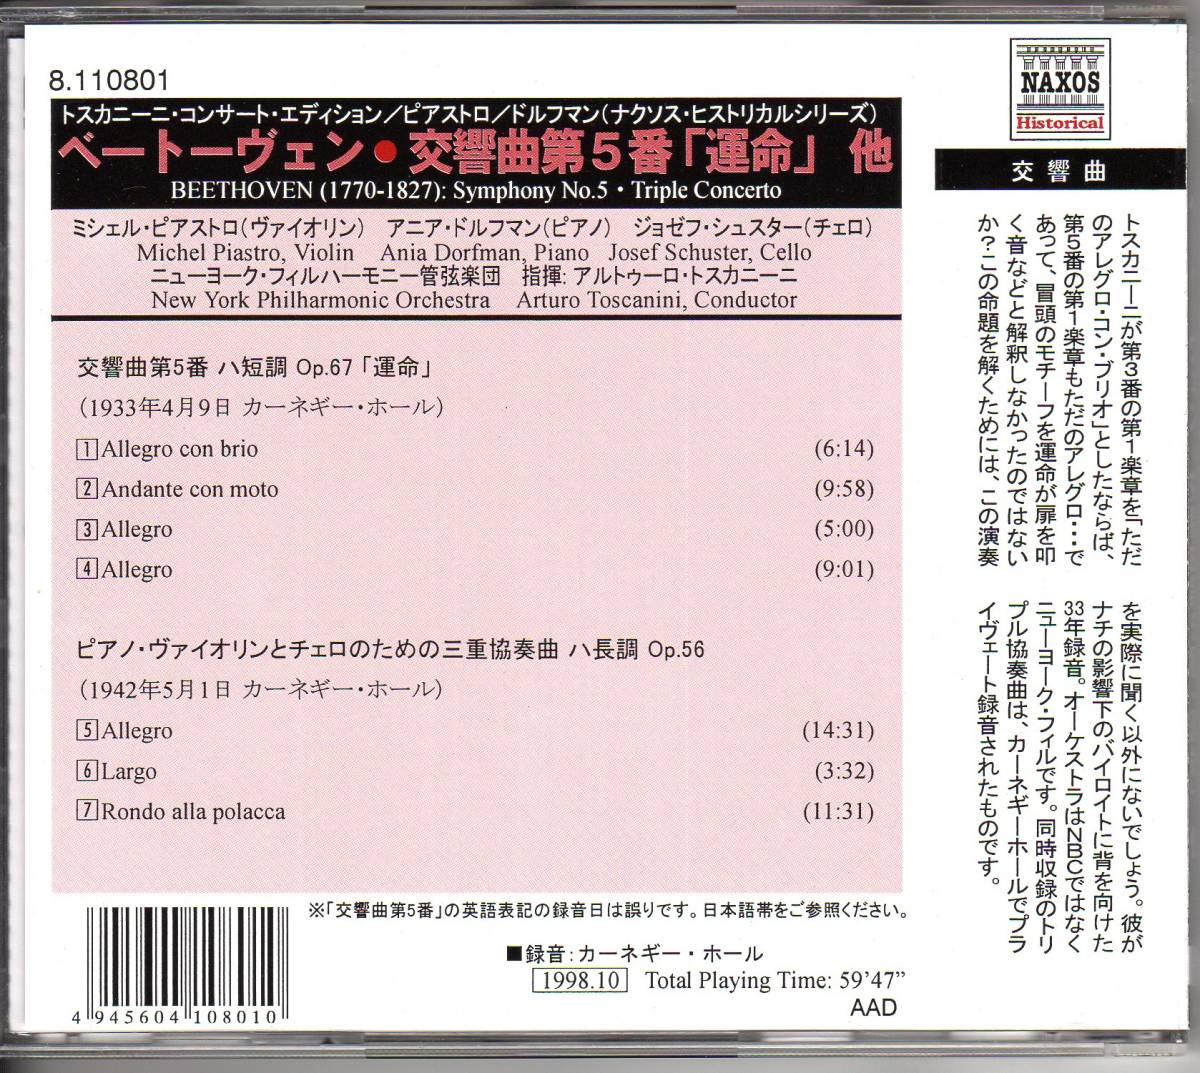 8.110801
トスカニーニ・コンサート・エディション／ピアストロ／ドルフマン（ナクソス・ヒストリカルシリーズ）
ベートーヴェン●交響曲第５番「運命」 他
BEETHOVEN (1770-1827): Symphony No.5・Triple Concerto
ミシェル・ピアストロ（ヴァイオリン） アニア・ドルフマン（ピアノ） ジョゼフ・シュスター（チェロ）
Michel Piastro, Violin Ania Dorfman, Piano Josef Schuster, Cello
ニューヨーク・フィルハーモニー管弦楽団 指揮: アルトゥーロ・トスカニーニ
New York Philharmonic Orchestra Arturo Toscanini, Conductor
交響曲第5番 ハ短調 Op.67「運命」
（1933年4月9日 カーネギー・ホール）
1 Allegro con brio (6:14)
2 Andante con moto (9:58)
3 Allegro (5:00)
4 Allegro (9:01)
ピアノ・ヴァイオリンとチェロのための三重協奏曲 ハ長調 Op.56
（1942年5月1日 カーネギー・ホール）
5 Allegro (14:31)
6 Largo (3:32)
7 Rondo alla polacca (11:31)
※「交響曲第5番」の英語表記の録音日は誤りです。日本語帯をご参照ください。
■録音：カーネギー・ホール
1998.10 Total Playing Time: 59’47”
AAD
4 945604 108010
NAXOS
Historical
交響曲
トスカニーニが第３番の第１楽章を「ただ
のアレグロ・コン・ブリオ」としたならば、
第５番の第１楽章もただのアレグロ・・・で
あって、冒頭のモチーフを運命が扉を叩
く音などと解釈しなかったのではない
か？この命題を解くためには、この演奏
を実際に聞く以外にないでしょう。彼が
ナチの影響下のバイロイトに背を向けた
33年録音。オーケストラはNBCではなく
ニューヨーク・フィルです。同時収録のトリ
プル協奏曲は、カーネギーホールでプラ
イヴェート録音されたものです。